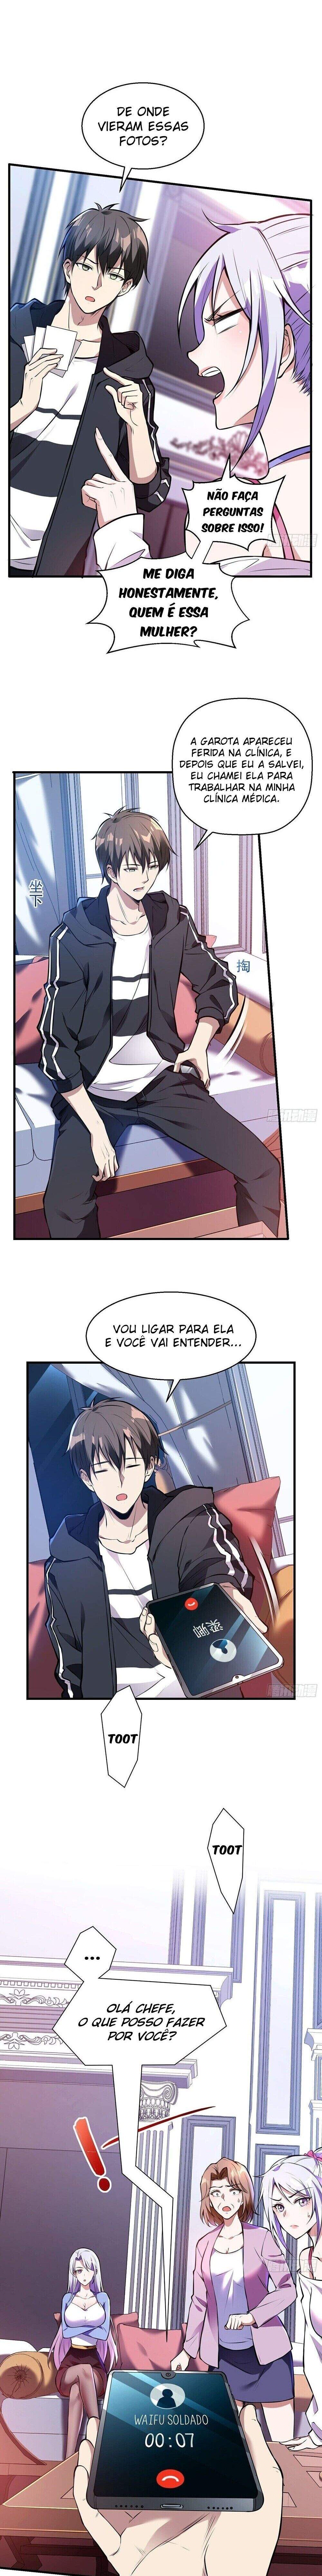 DE ONDE
VIERAM ESSAS
FOTOS?
NÃO FAÇA
PERGUNTAS
SOBRE ISSO!
ME DIGA
HONESTAMENTE,
QUEM É ESSA
MULHER?
A GAROTA APARECEU
FERIDA NA CLÍNICA, E
DEPOIS QUE EU A SALVEI,
EU CHAMEI ELA PARA
TRABALHAR NA MINHA
CLÍNICA MÉDICA.
坐下
掏
VOU LIGAR PARA ELA
E VOCÊ VAI ENTENDER...
梁卿
TOOT
TOOT
...
OLÁ CHEFE,
O QUE POSSO FAZER
POR VOCÊ?
!
WAIFU SOLDADO
00:07